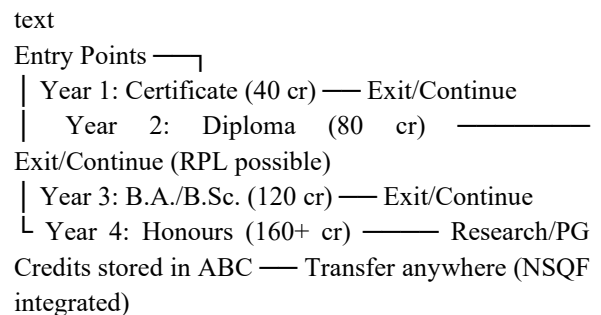 text
Entry Points ──┐
│ Year 1: Certificate (40 cr) ── Exit/Continue
│ Year 2: Diploma (80 cr) ─────
Exit/Continue (RPL possible)
│ Year 3: B.A./B.Sc. (120 cr) ── Exit/Continue
└ Year 4: Honours (160+ cr) ─── Research/PG
Credits stored in ABC ── Transfer anywhere (NSQF
integrated)